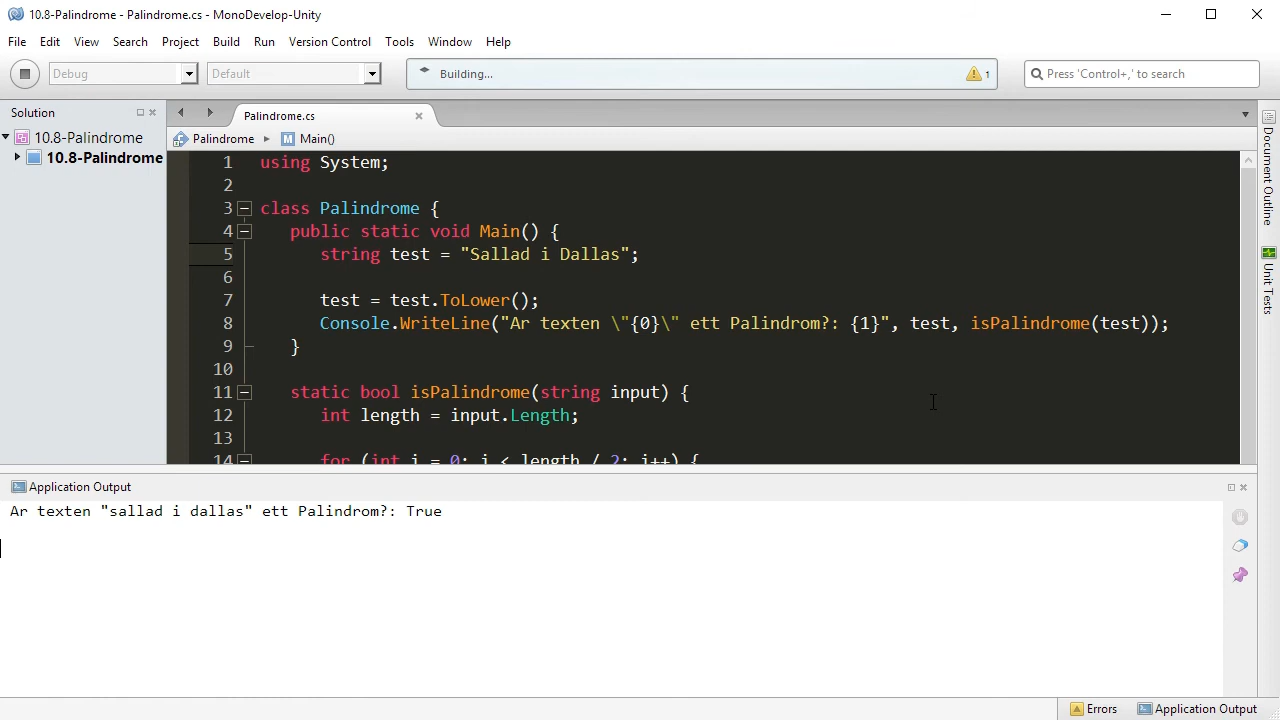 10.8-Palindrome - Palindrome.cs - MonoDevelop-Unity
File Edit View Search Project Build Run Version Control Tools Window Help
Debug Default Building... 1 Press 'Control+,' to search
Solution
10.8-Palindrome
10.8-Palindrome
Palindrome.cs
Palindrome Main()
1 using System;
2
3 class Palindrome {
4 public static void Main() {
5 string test = "Sallad i Dallas";
6
7 test = test.ToLower();
8 Console.WriteLine("Ar texten \"{0}\" ett Palindrom?: {1}", test, isPalindrome(test));
9 }
10
11 static bool isPalindrome(string input) {
12 int length = input.Length;
13
14 for (int i = 0; i < length / 2; i++) {
Document Outline
Unit Tests
Application Output
Ar texten "sallad i dallas" ett Palindrom?: True
Errors Application Output